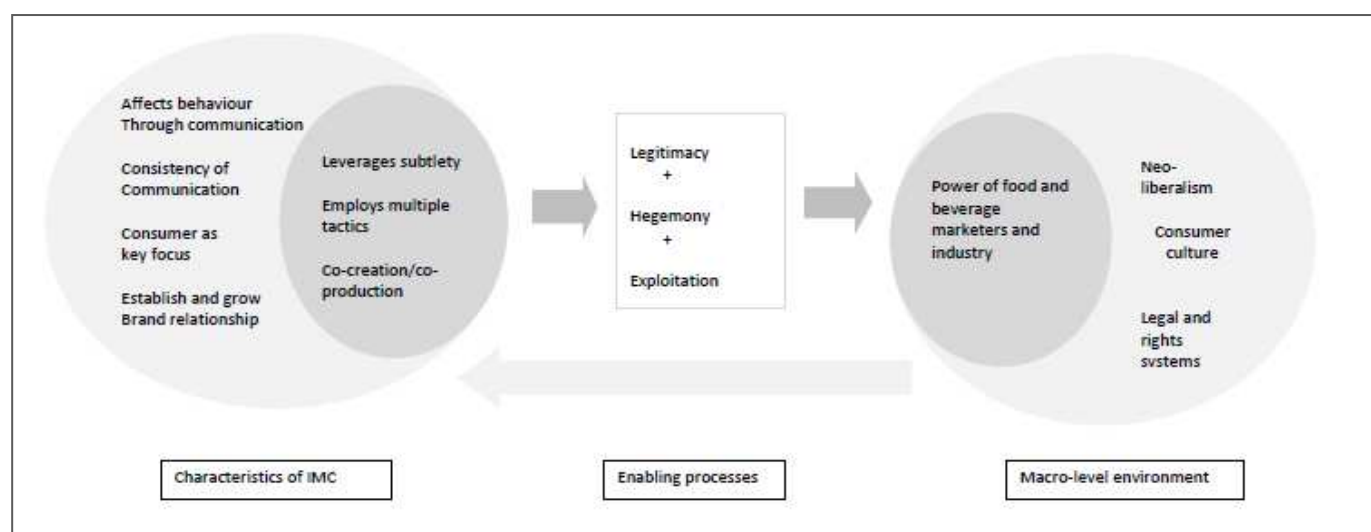 Affects behaviour
Through communication
Consistency of
Communication
Consumer as
key focus
Establish and grow
Brand relationship
Leverages subtlety
Employs multiple
tactics
Co-creation/co-
production
Legitimacy
+
Hegemony
+
Exploitation
Power of food and
beverage
marketers and
industry
Neo-
liberalism
Consumer
culture
Legal and
rights
systems
Characteristics of IMC
Enabling processes
Macro-level environment